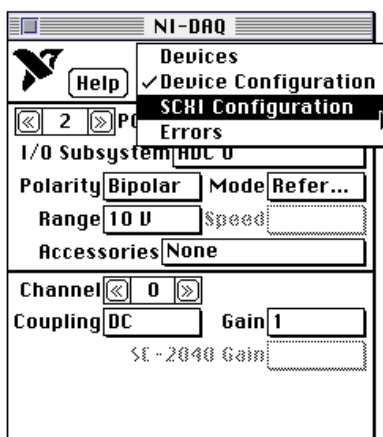 NI-DAQ
Devices
Help
✓Device Configuration
SCXI Configuration
Errors
2
I/O Subsystem ADC 0
Polarity Bipolar Mode Refer...
Range 10 V Speed
Accessories None
Channel 0
Coupling DC Gain 1
SC-2040 Gain